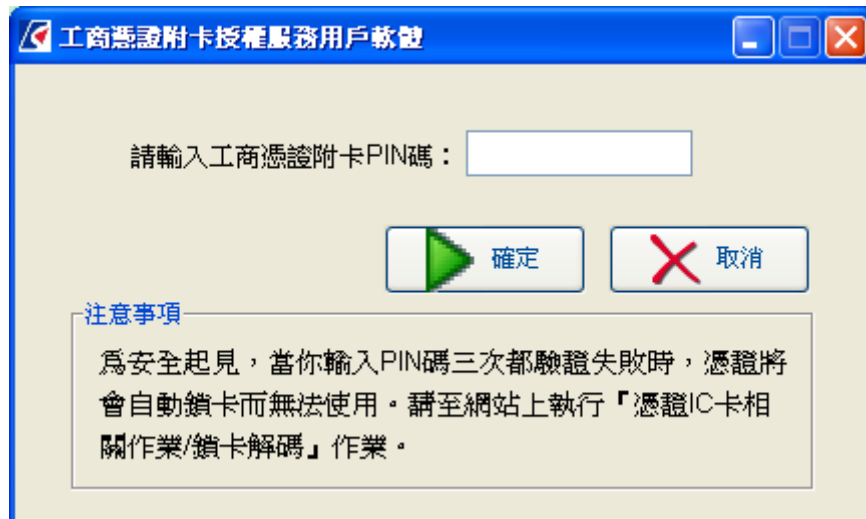 工商憑證附卡授權服務用戶軟體
請輸入工商憑證附卡PIN碼：
確定
取消
注意事項
為安全起見，當你輸入PIN碼三次都驗證失敗時，憑證將
會自動鎖卡而無法使用。請至網站上執行『憑證IC卡相
關作業/鎖卡解碼』作業。